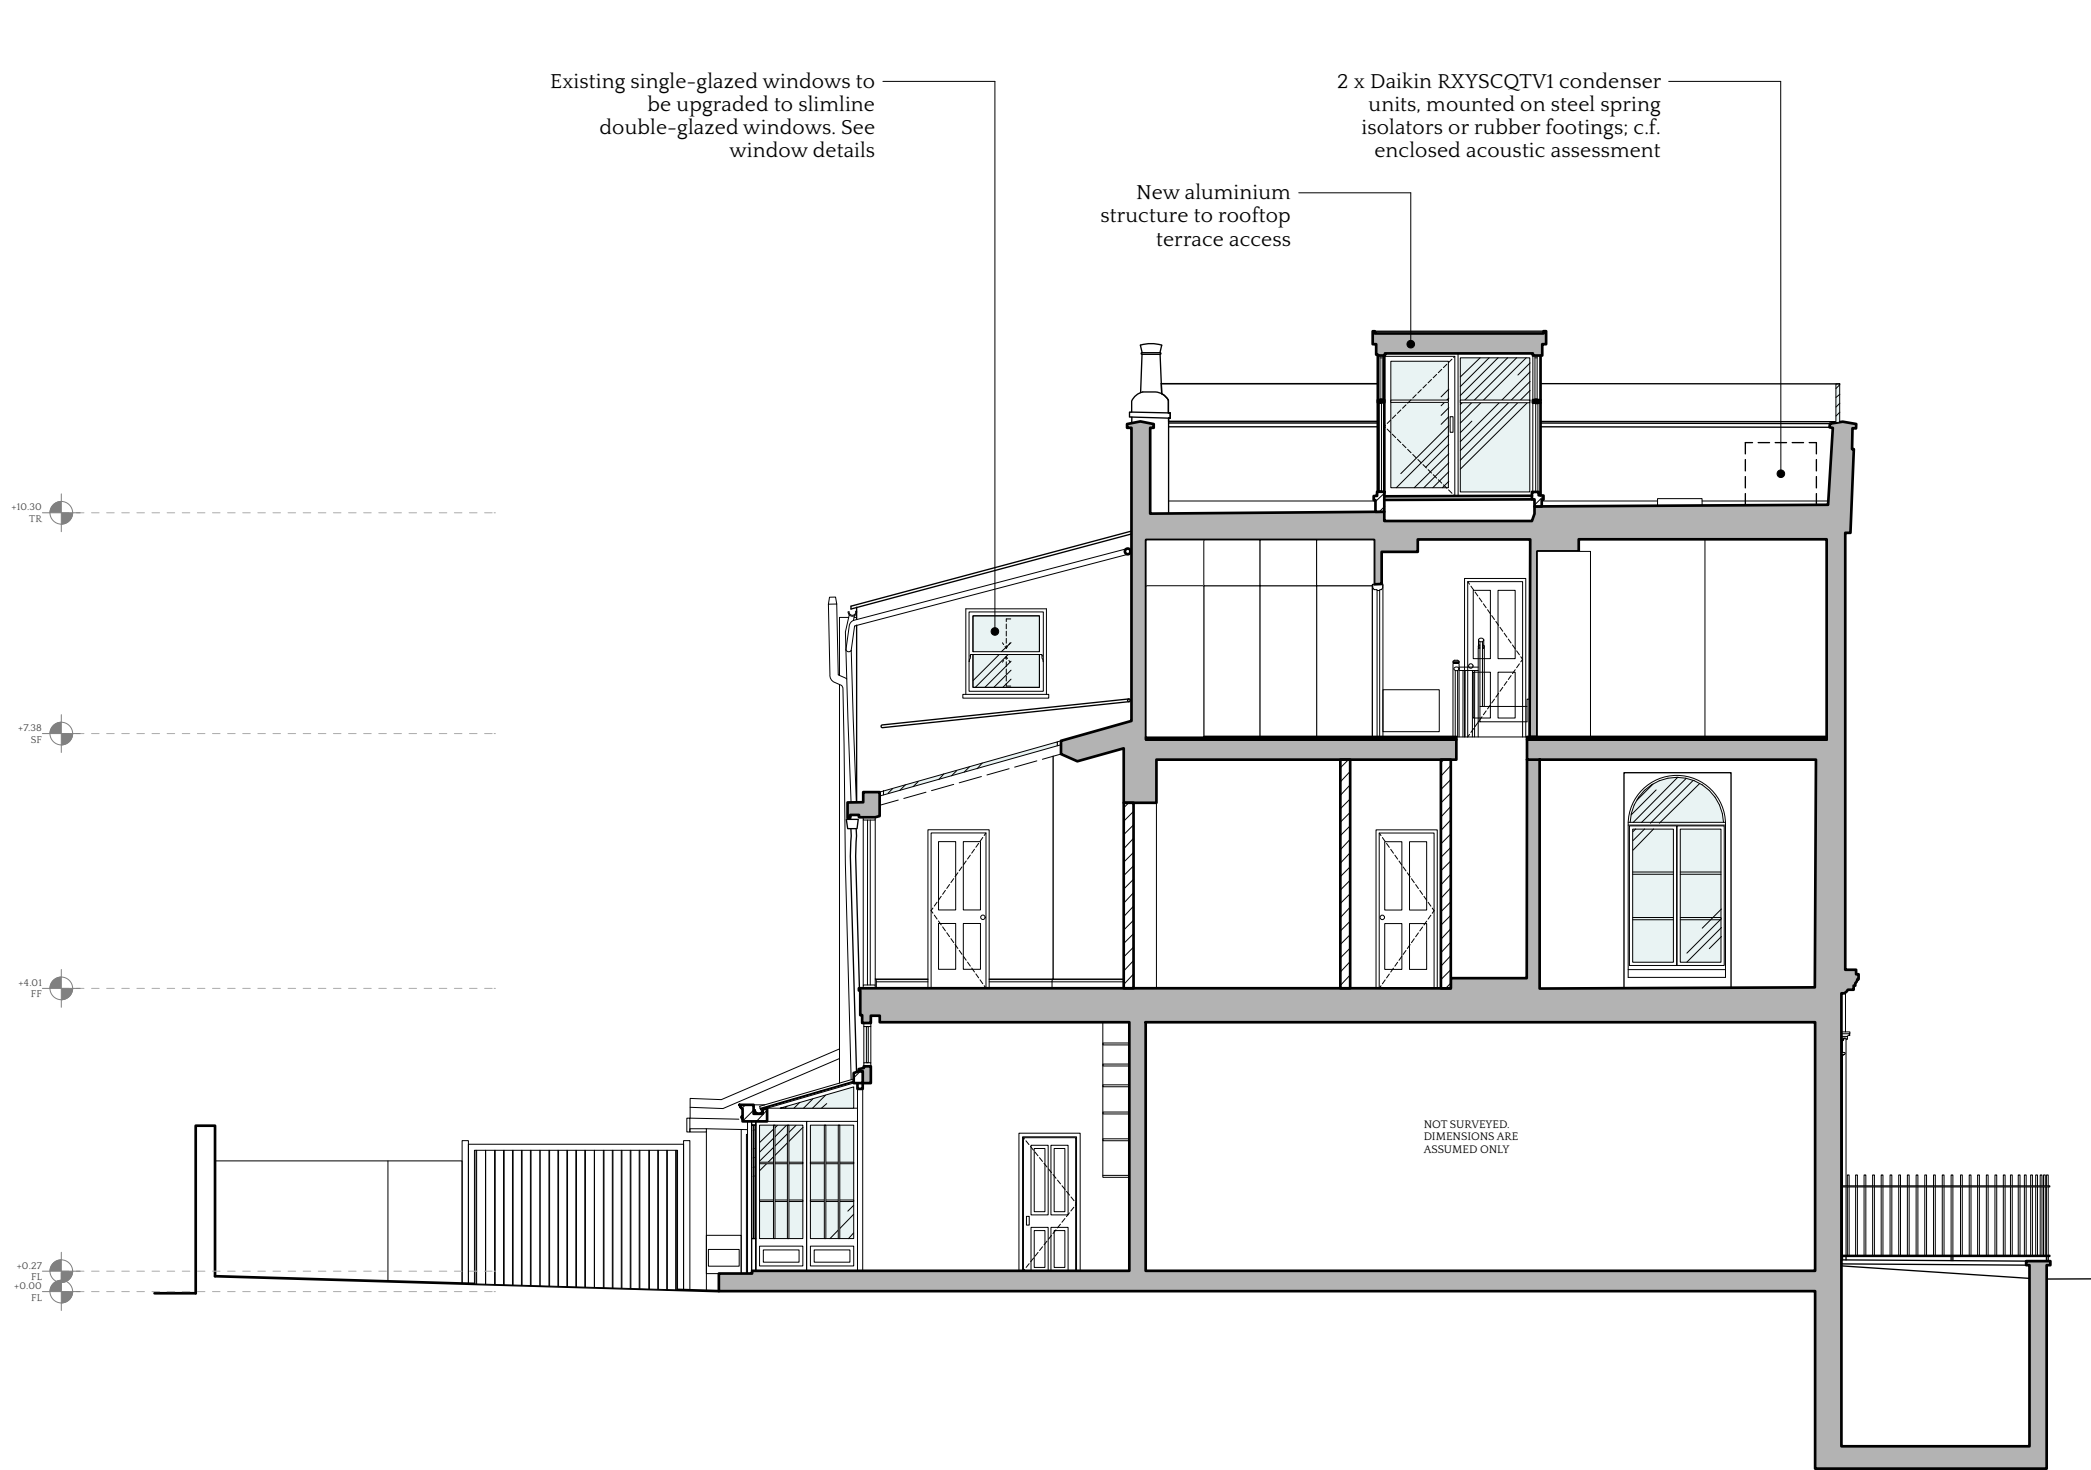 Existing single-glazed windows to
be upgraded to slimline
double-glazed windows. See
window details
2 x Daikin RXYSCQTV1 condenser
units, mounted on steel spring
isolators or rubber footings; c.f.
enclosed acoustic assessment
New aluminium
structure to rooftop
terrace access
+10.30
TR
+7.38
SF
+4.01
FF
NOT SURVEYED.
DIMENSIONS ARE
ASSUMED ONLY
+0.27
FL
+0.00
FL